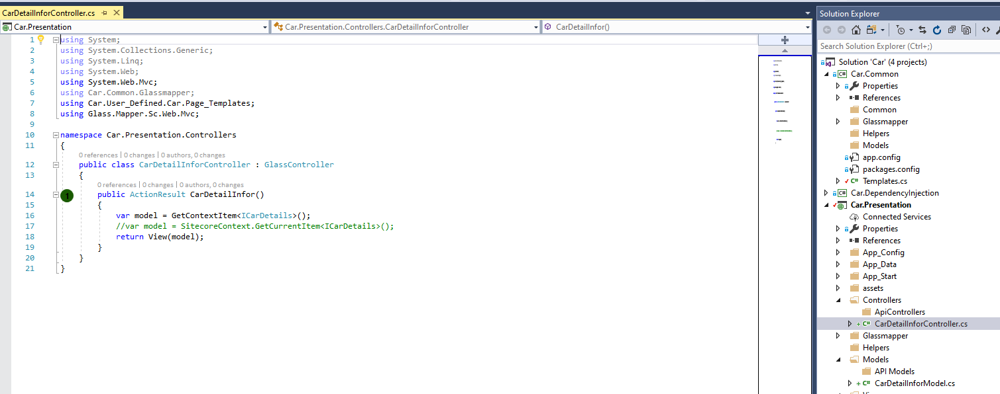 CarDetailInforController.cs
Car.Presentation
Car.Presentation.Controllers.CarDetailInforController
CarDetailInfor()
1 using System;
2 using System.Collections.Generic;
3 using System.Linq;
4 using System.Web;
5 using System.Web.Mvc;
6 using Car.Common.Glassmapper;
7 using Car.User_Defined.Car.Page_Templates;
8 using Glass.Mapper.Sc.Web.Mvc;
9
10 namespace Car.Presentation.Controllers
11 {
0 references | 0 changes | 0 authors, 0 changes
12 public class CarDetailInforController : GlassController
13 {
0 references | 0 changes | 0 authors, 0 changes
14 1 public ActionResult CarDetailInfor()
15 {
16 var model = GetContextItem<ICarDetails>();
17 //var model = SitecoreContext.GetCurrentItem<ICarDetails>();
18 return View(model);
19 }
20 }
21 }
Solution Explorer
Search Solution Explorer (Ctrl+;)
Solution 'Car' (4 projects)
C# Car.Common
Properties
References
Common
Glassmapper
Helpers
Models
app.config
packages.config
C# Templates.cs
C# Car.DependencyInjection
Car.Presentation
Connected Services
Properties
References
App_Config
App_Data
App_Start
assets
Controllers
ApiControllers
+ C# CarDetailInforController.cs
Glassmapper
Helpers
Models
API Models
+ C# CarDetailInforModel.cs